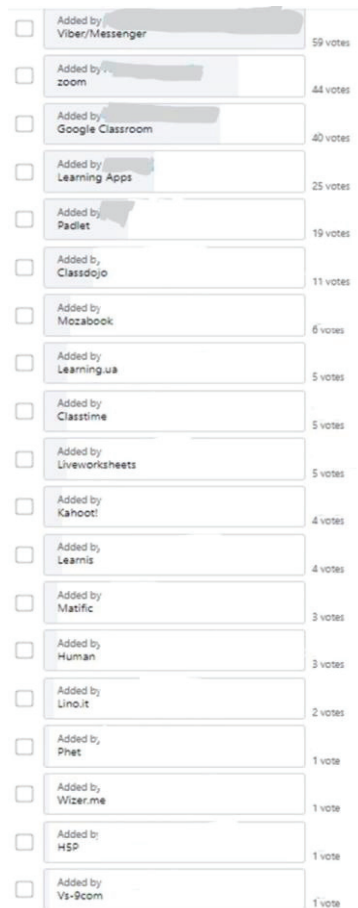 Added by
Viber/Messenger
59 votes
Added by
zoom
44 votes
Added by
Google Classroom
40 votes
Added by
Learning Apps
25 votes
Added by
Padlet
19 votes
Added by
Classdojo
11 votes
Added by
Mozabook
6 votes
Added by
Learning.ua
5 votes
Added by
Classtime
5 votes
Added by
Liveworksheets
5 votes
Added by
Kahoot!
4 votes
Added by
Learnis
4 votes
Added by
Matific
3 votes
Added by
Human
3 votes
Added by
Lino.it
2 votes
Added by
Phet
1 vote
Added by
Wizer.me
1 vote
Added by
H5P
1 vote
Added by
Vs-9com
1 vote